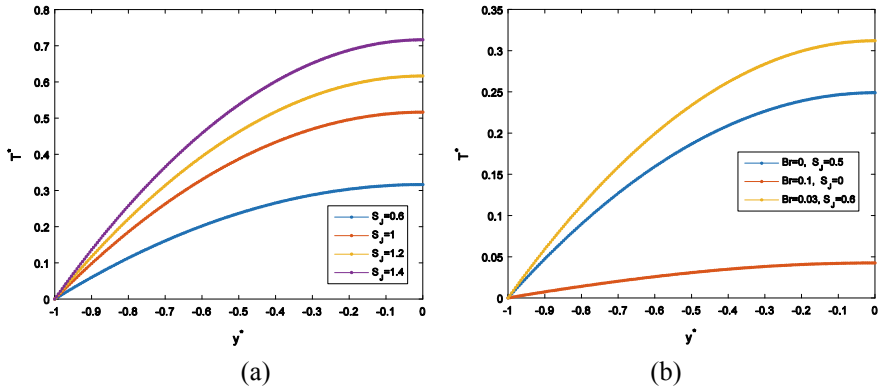 0.8
0.7
0.6
0.5
0.4
0.3
0.2
0.1
0
T*
-1 -0.9 -0.8 -0.7 -0.6 -0.5 -0.4 -0.3 -0.2 -0.1 0
y*
S_J=0.6
S_J=1
S_J=1.2
S_J=1.4
(a)
0.35
0.3
0.25
0.2
0.15
0.1
0.05
0
T*
-1 -0.9 -0.8 -0.7 -0.6 -0.5 -0.4 -0.3 -0.2 -0.1 0
y*
Br=0, S_J=0.5
Br=0.1, S_J=0
Br=0.03, S_J=0.6
(b)